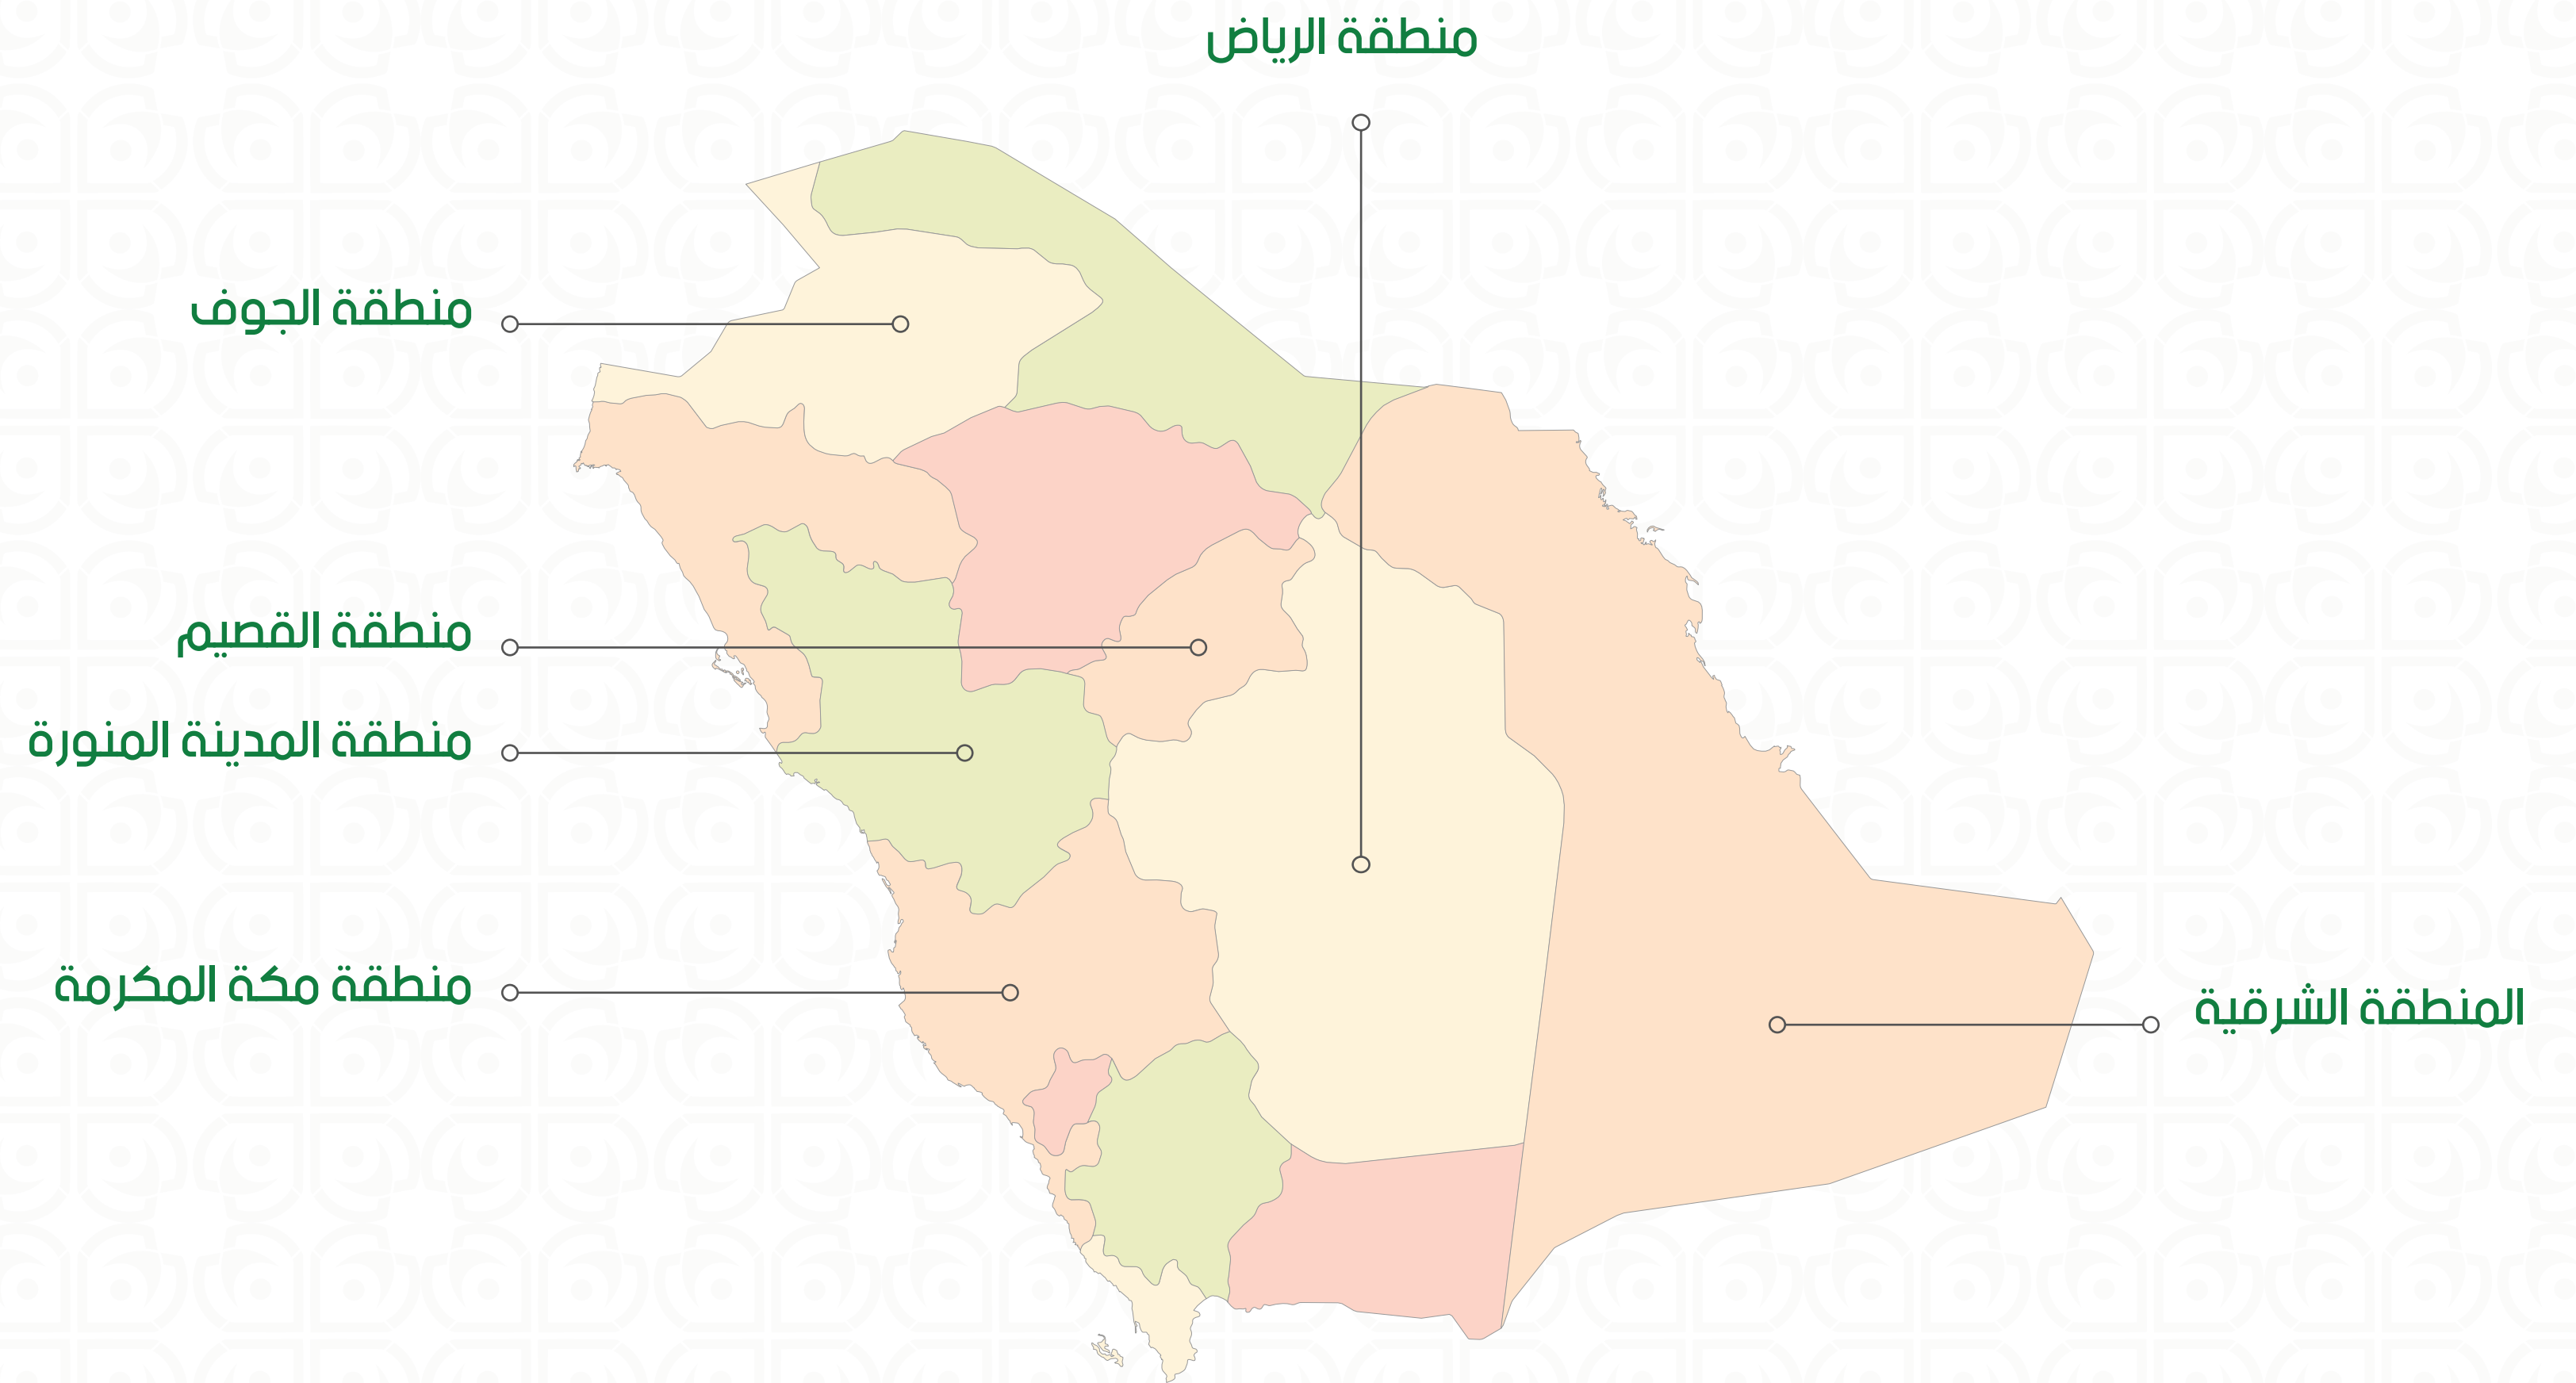 منطقة الرياض
منطقة الجوف
منطقة القصيم
منطقة المدينة المنورة
منطقة مكة المكرمة
المنطقة الشرقية